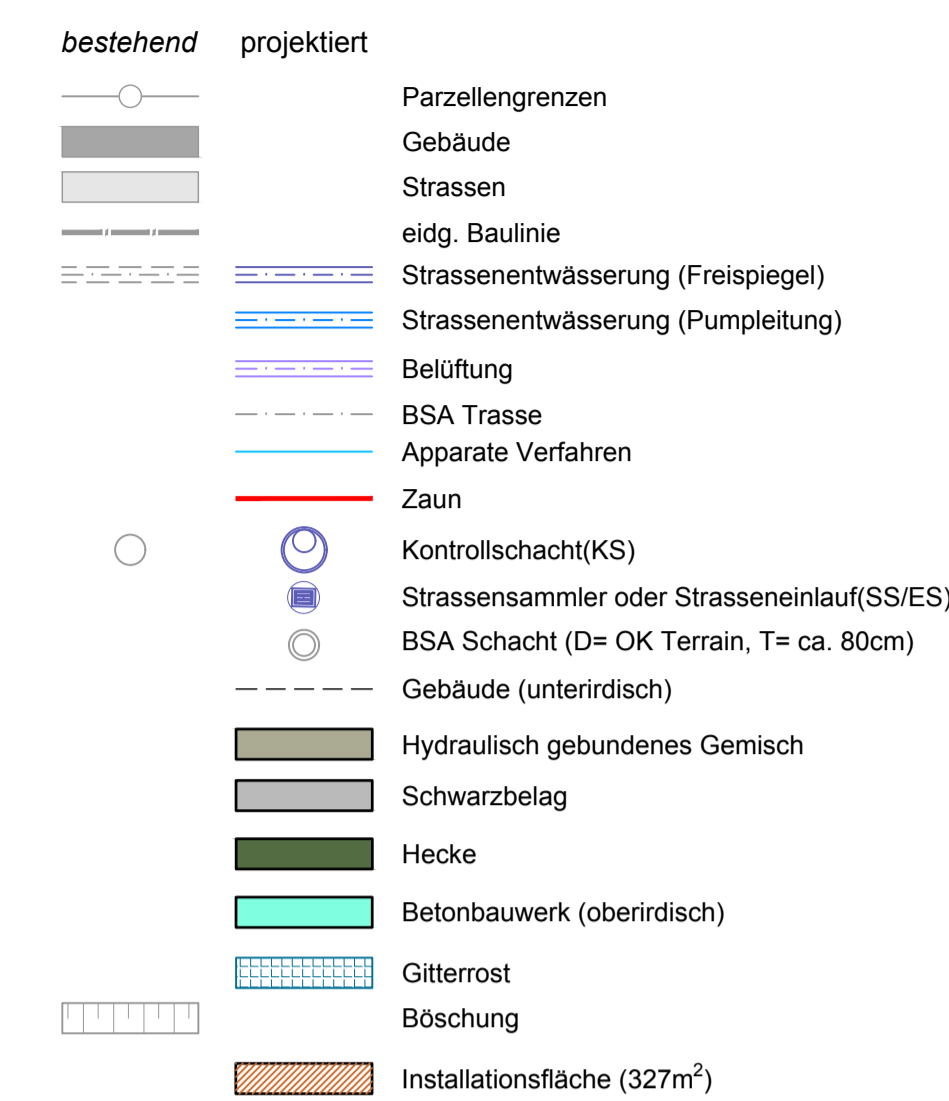 bestehend projektiert
Parzellengrenzen
Gebäude
Strassen
eidg. Baulinie
Strassenentwässerung (Freispiegel)
Strassenentwässerung (Pumpleitung)
Belüftung
BSA Trasse
Apparate Verfahren
Zaun
Kontrollschacht(KS)
Strassensammler oder Strasseneinlauf(SS/ES)
BSA Schacht (D= OK Terrain, T= ca. 80cm)
Gebäude (unterirdisch)
Hydraulisch gebundenes Gemisch
Schwarzbelag
Hecke
Betonbauwerk (oberirdisch)
Gitterrost
Böschung
Installationsfläche (327m²)